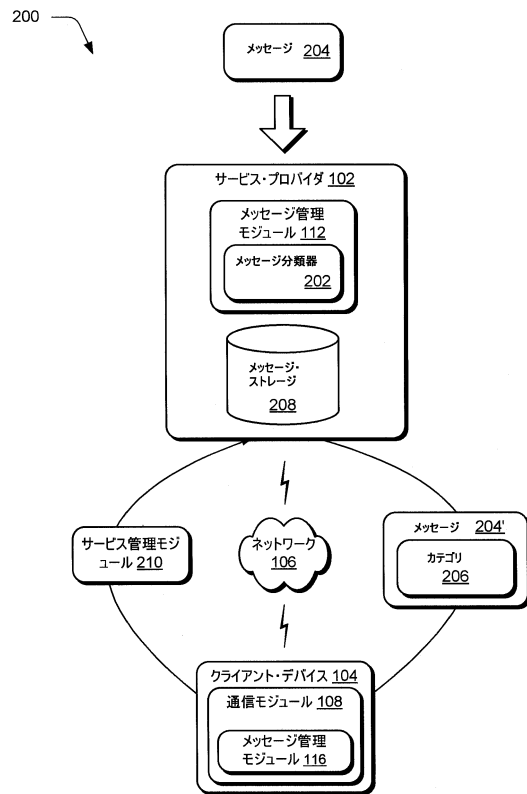 200
メッセージ 204
サービス・プロバイダ 102
メッセージ管理
モジュール 112
メッセージ分類器
202
メッセージ・
ストレージ
208
サービス管理モジ
ュール 210
ネットワーク
106
メッセージ 204'
カテゴリ
206
クライアント・デバイス 104
通信モジュール 108
メッセージ管理
モジュール 116